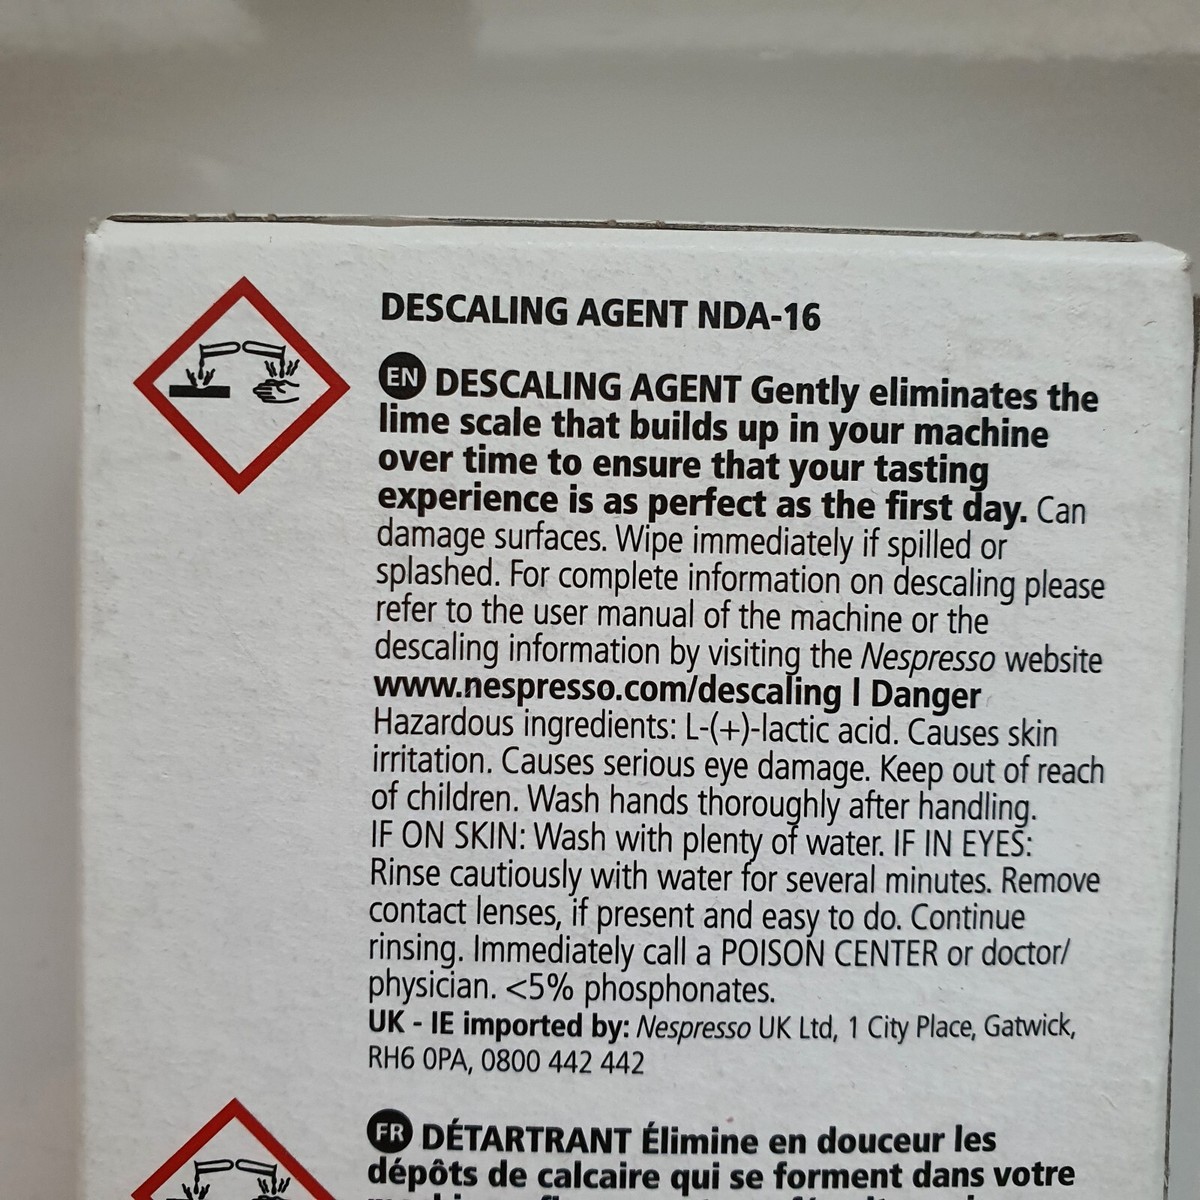 DESCALING AGENT NDA-16
EN DESCALING AGENT Gently eliminates the
lime scale that builds up in your machine
over time to ensure that your tasting
experience is as perfect as the first day. Can
damage surfaces. Wipe immediately if spilled or
splashed. For complete information on descaling please
refer to the user manual of the machine or the
descaling information by visiting the Nespresso website
www.nespresso.com/descaling I Danger
Hazardous ingredients: L-(+)-lactic acid. Causes skin
irritation. Causes serious eye damage. Keep out of reach
of children. Wash hands thoroughly after handling.
IF ON SKIN: Wash with plenty of water. IF IN EYES:
Rinse cautiously with water for several minutes. Remove
contact lenses, if present and easy to do. Continue
rinsing. Immediately call a POISON CENTER or doctor/
physician. <5% phosphonates.
UK - IE imported by: Nespresso UK Ltd, 1 City Place, Gatwick,
RH6 0PA, 0800 442 442
FR DÉTARTRANT Élimine en douceur les
dépôts de calcaire qui se forment dans votre